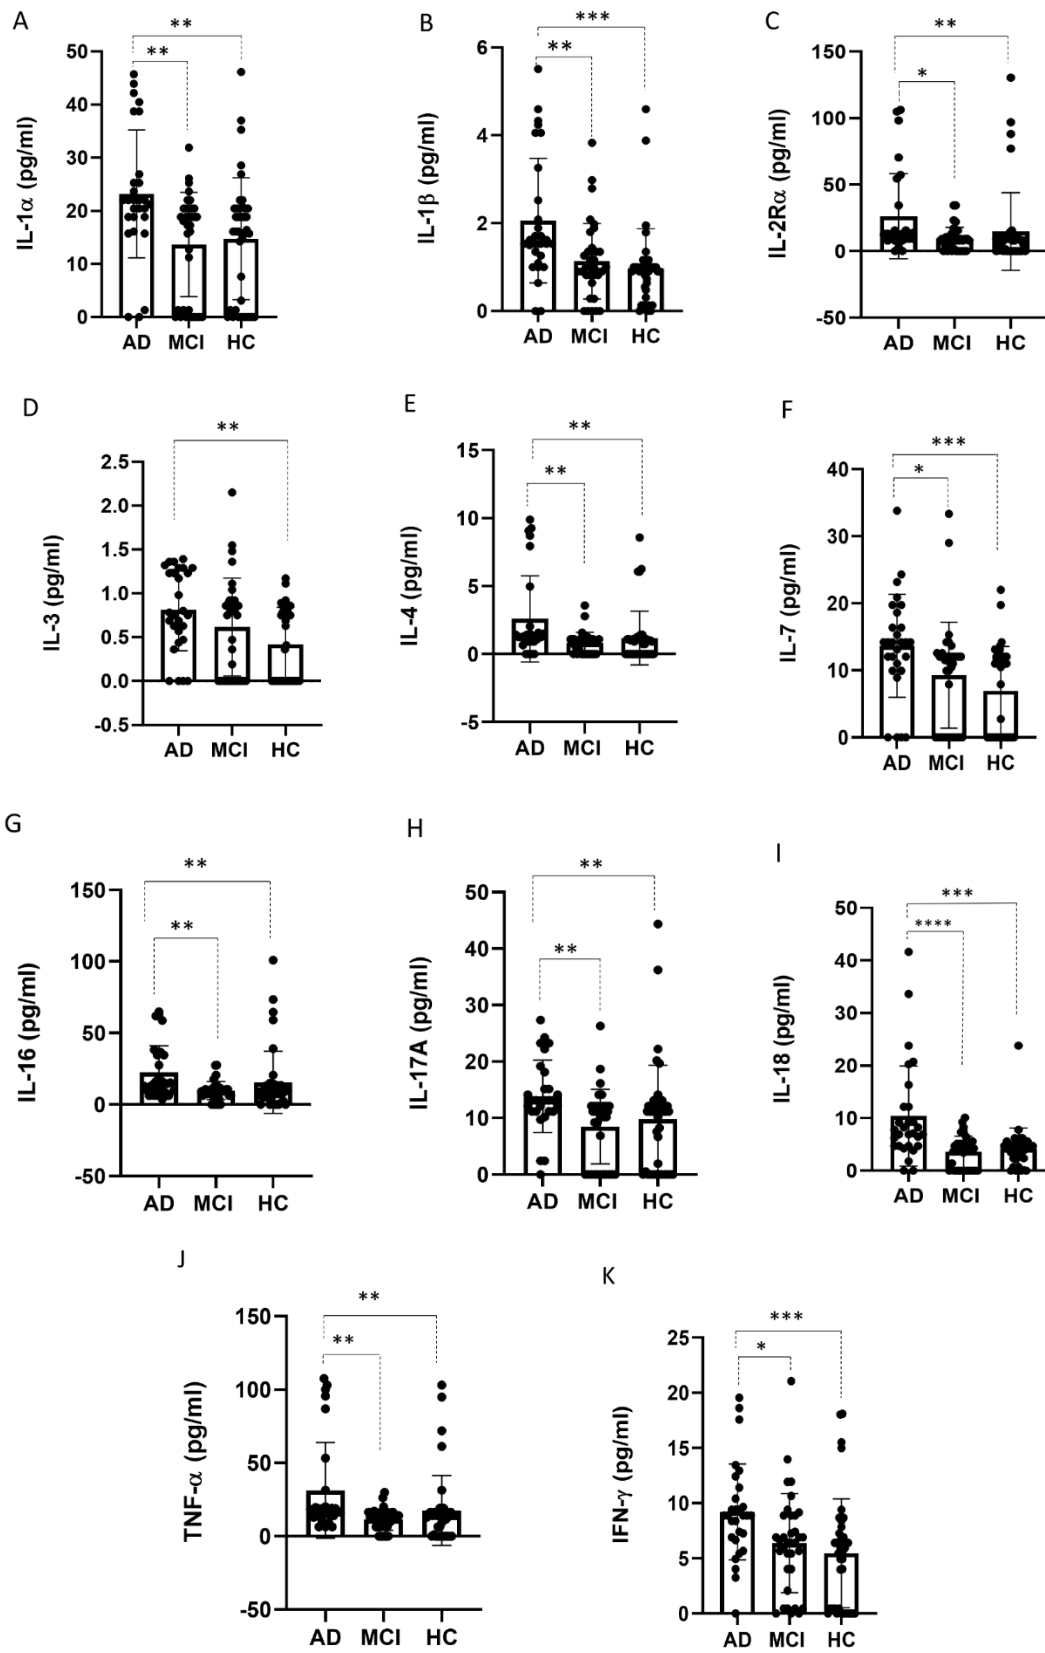 A
**
**
IL-1α (pg/ml)
50
40
30
20
10
0
AD MCI HC
B
***
**
IL-1β (pg/ml)
6
4
2
0
AD MCI HC
C
**
*
IL-2Rα (pg/ml)
150
100
50
0
-50
AD MCI HC
D
**
IL-3 (pg/ml)
2.5
2.0
1.5
1.0
0.5
0.0
-0.5
AD MCI HC
E
**
**
IL-4 (pg/ml)
15
10
5
0
-5
AD MCI HC
F
***
*
IL-7 (pg/ml)
40
30
20
10
0
AD MCI HC
G
**
**
IL-16 (pg/ml)
150
100
50
0
-50
AD MCI HC
H
**
**
IL-17A (pg/ml)
50
40
30
20
10
0
AD MCI HC
I
***
****
IL-18 (pg/ml)
50
40
30
20
10
0
AD MCI HC
J
**
**
TNF-α (pg/ml)
150
100
50
0
-50
AD MCI HC
K
***
*
IFN-γ (pg/ml)
25
20
15
10
5
0
AD MCI HC